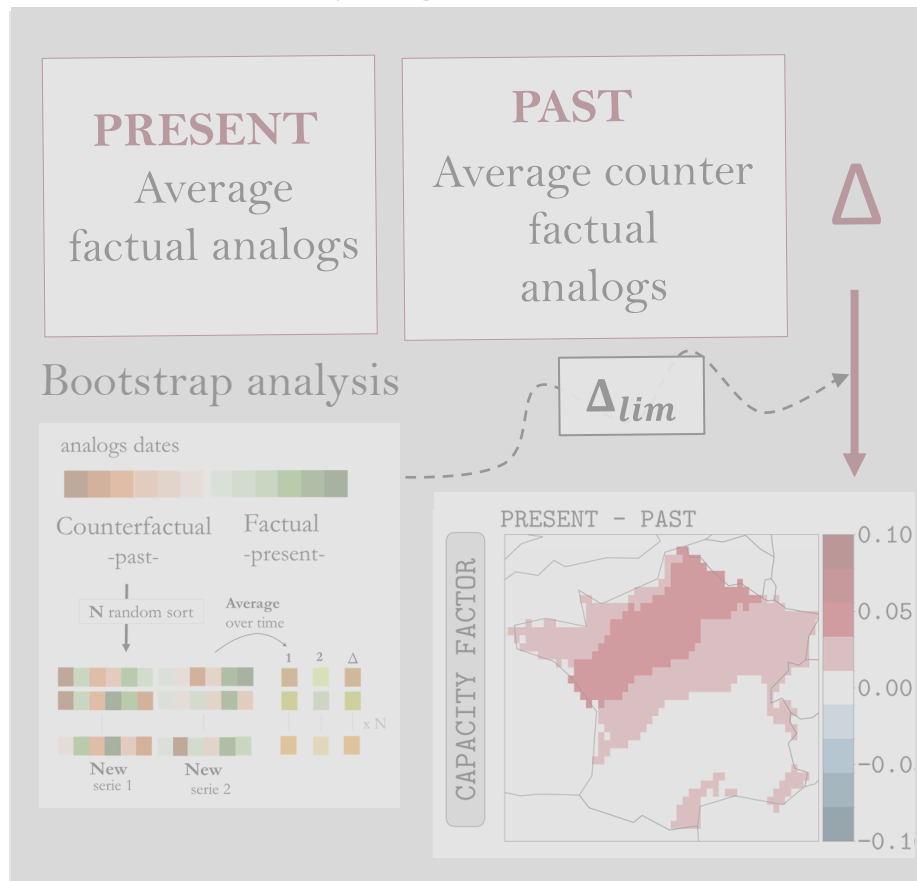 PRESENT
Average
factual analogs
PAST
Average counter
factual
analogs
Δ
Bootstrap analysis
Δlim
analogs dates
Counterfactual
-past-
Factual
-present-
N random sort
Average
over time
1 2 Δ
x N
New
serie 1
New
serie 2
PRESENT - PAST
CAPACITY FACTOR
0.10
0.05
0.00